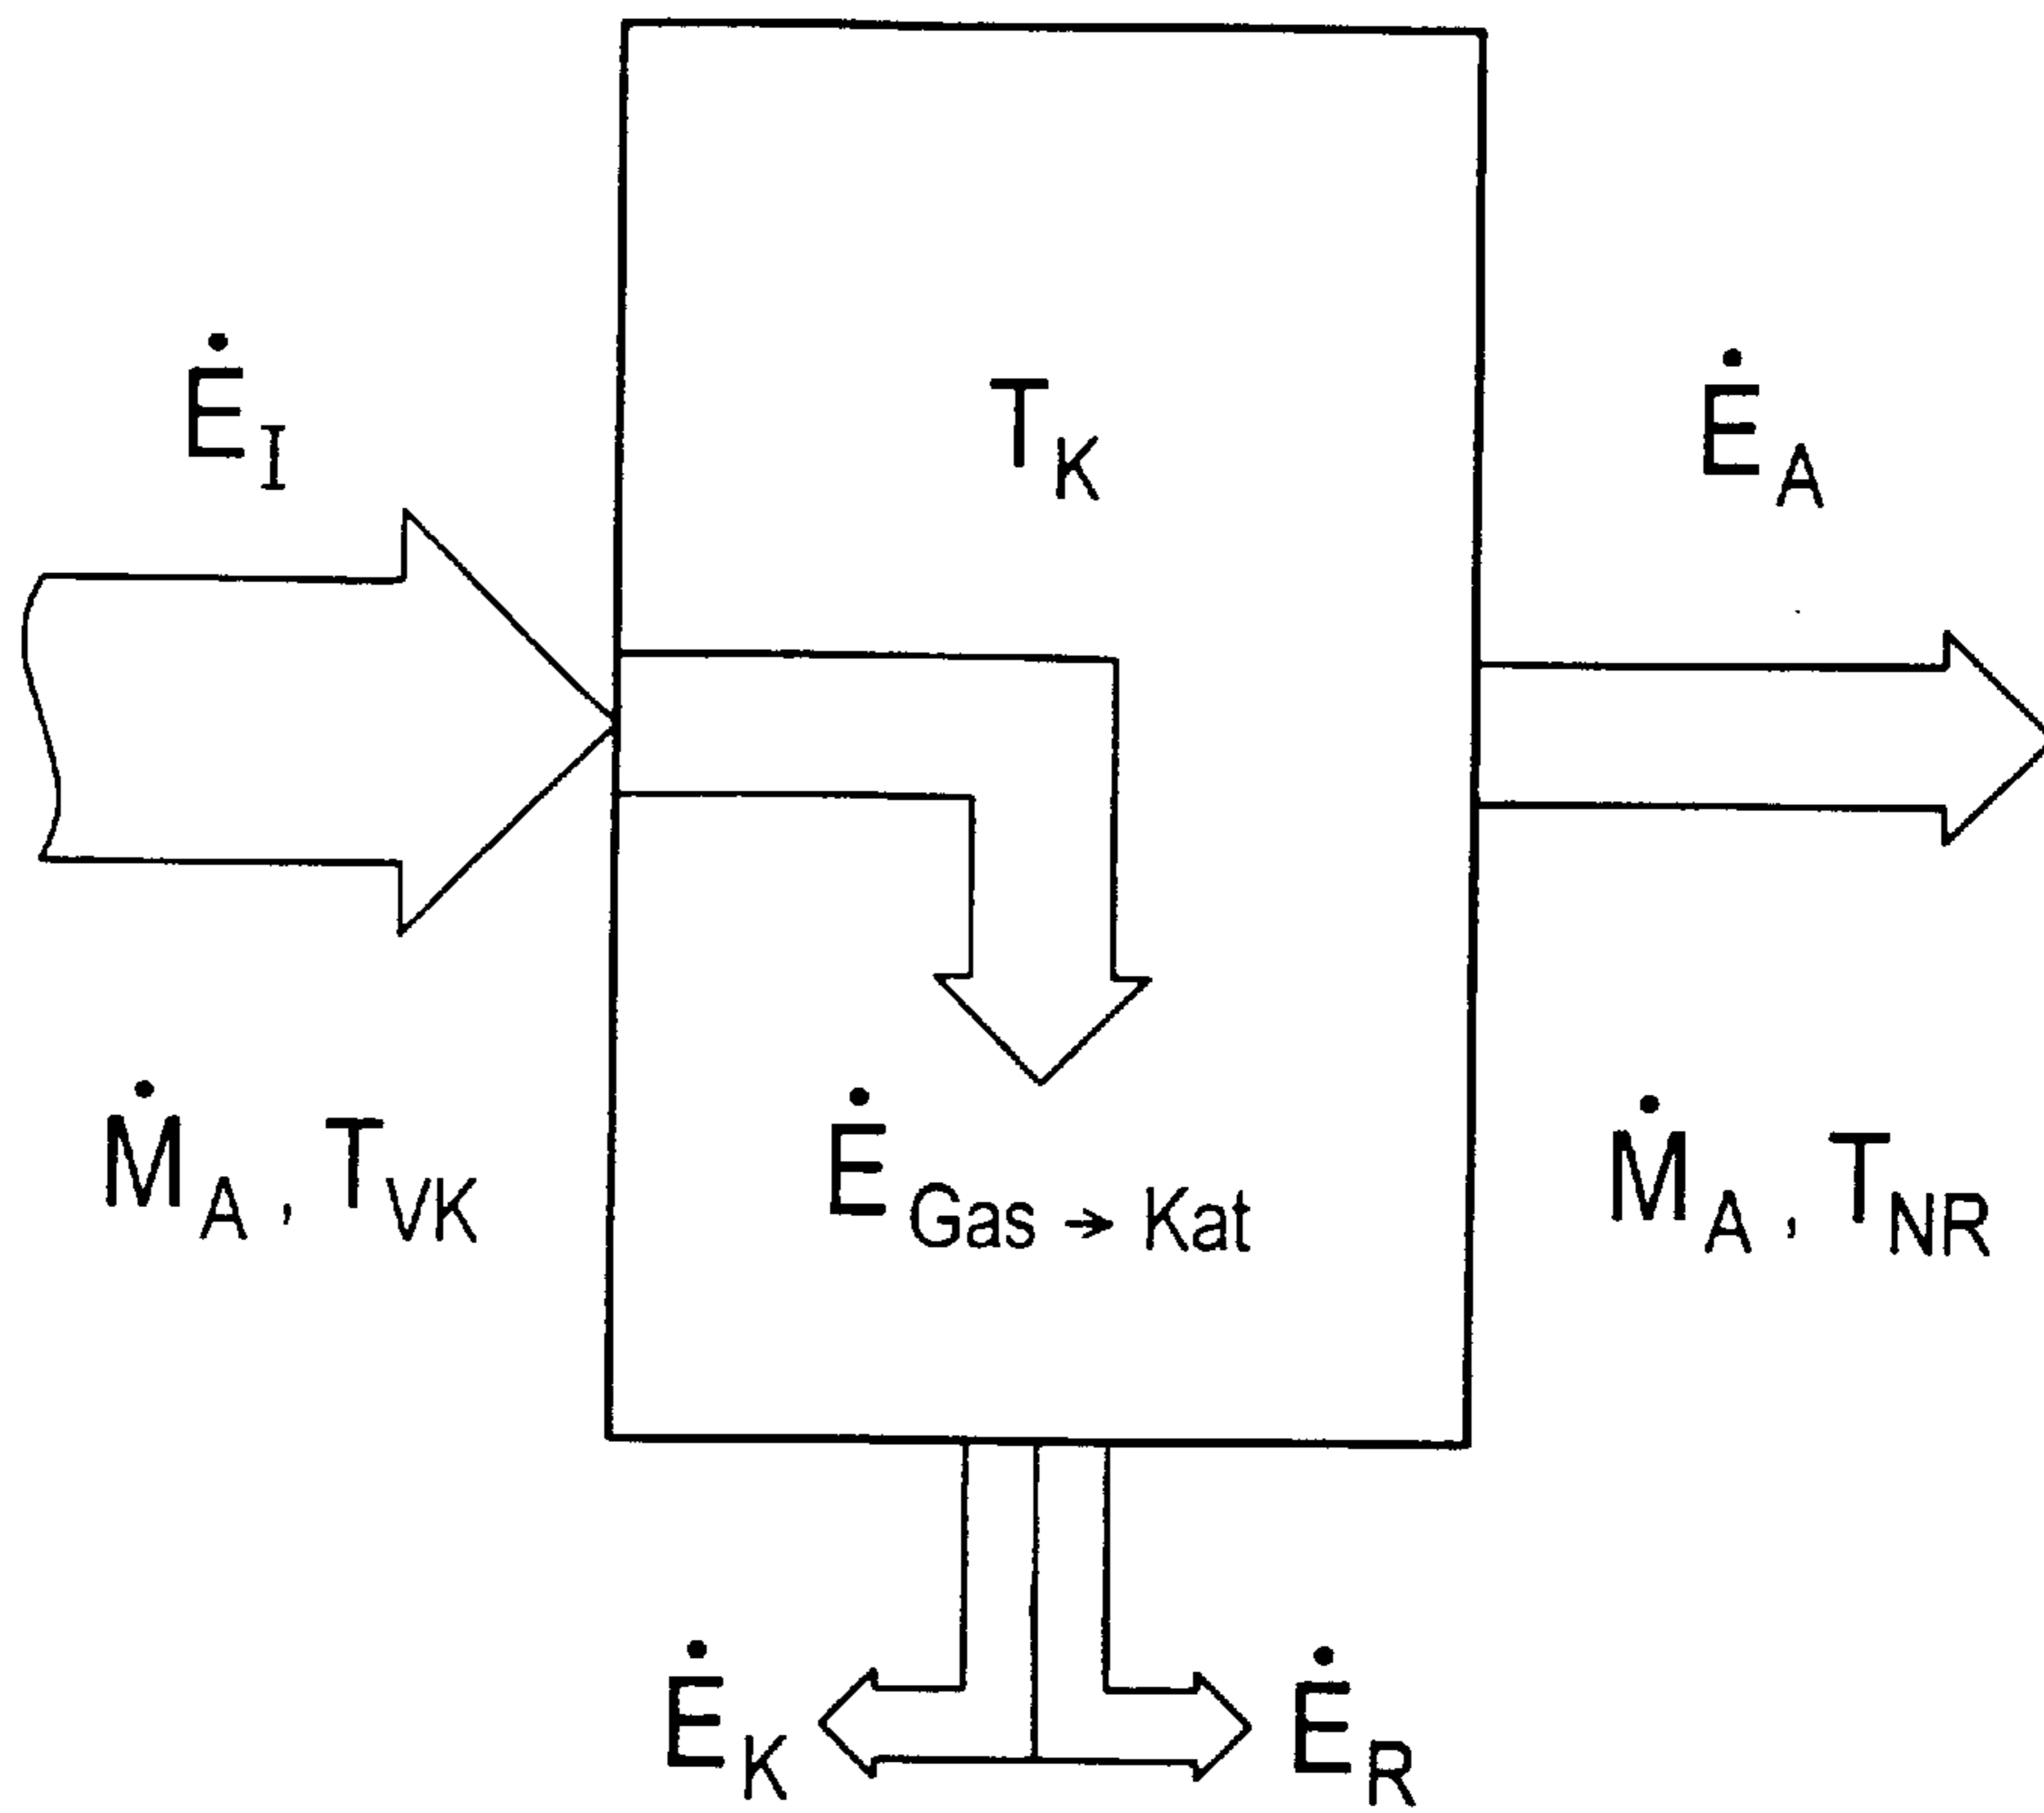 Ė_I
T_K
Ė_A
Ṁ_A , T_VK
Ė_Gas → Kat
Ṁ_A , T_NR
Ė_K
Ė_R